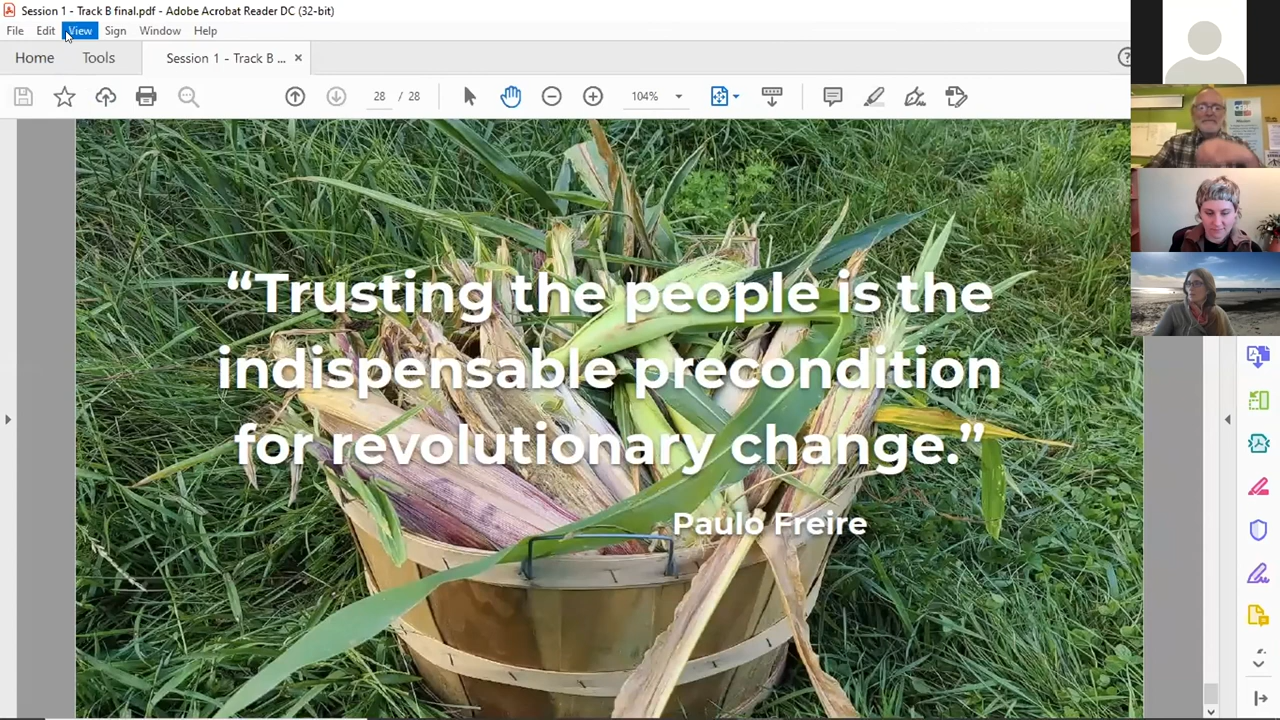 Session 1 - Track B final.pdf - Adobe Acrobat Reader DC (32-bit)
File Edit View Sign Window Help
Home Tools Session 1 - Track B ... ×
28 / 28 104%
“Trusting the people is the
indispensable precondition
for revolutionary change.”
Paulo Freire